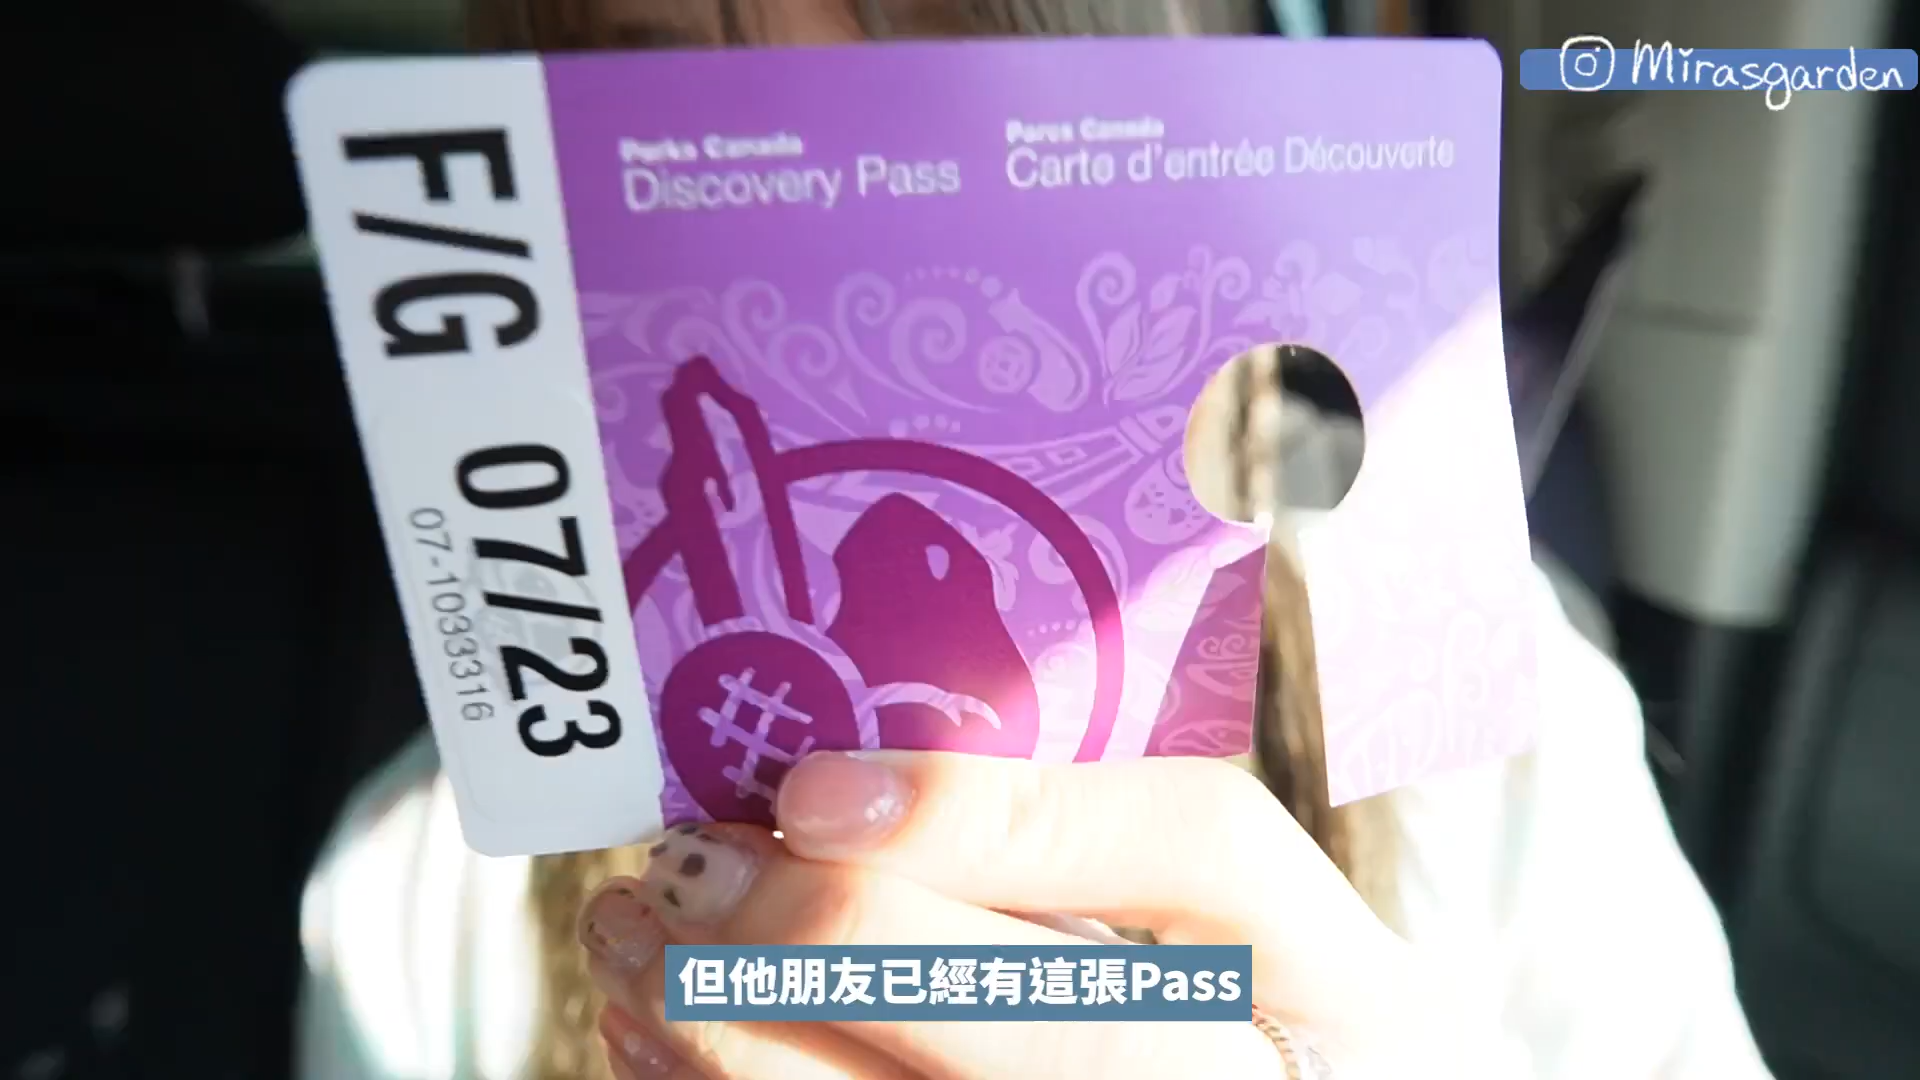 Mirasgarden
Parks Canada
Discovery Pass
Parcs Canada
Carte d'entrée Découverte
F/G 07/23
07-1033316
但他朋友已經有這張Pass